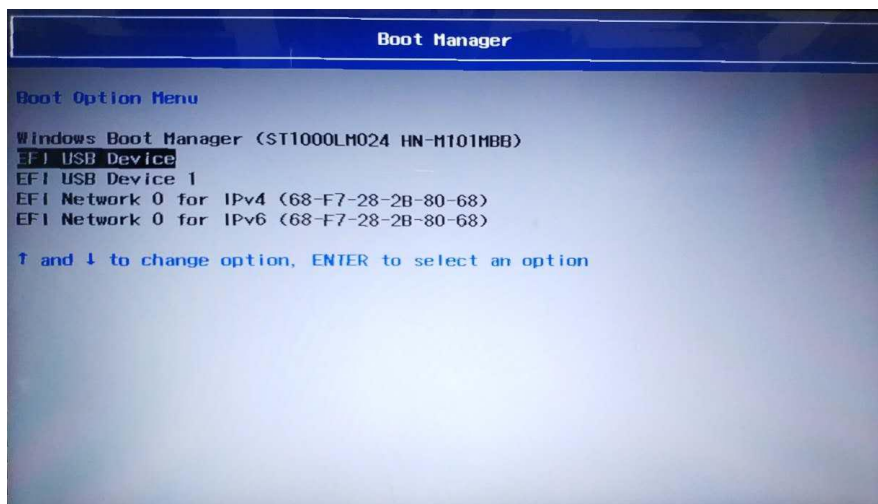 Boot Manager
Boot Option Menu
Windows Boot Manager (ST1000LM024 HN-M101MBB)
EFI USB Device
EFI USB Device 1
EFI Network 0 for IPv4 (68-F7-28-2B-80-68)
EFI Network 0 for IPv6 (68-F7-28-2B-80-68)
↑ and ↓ to change option, ENTER to select an option